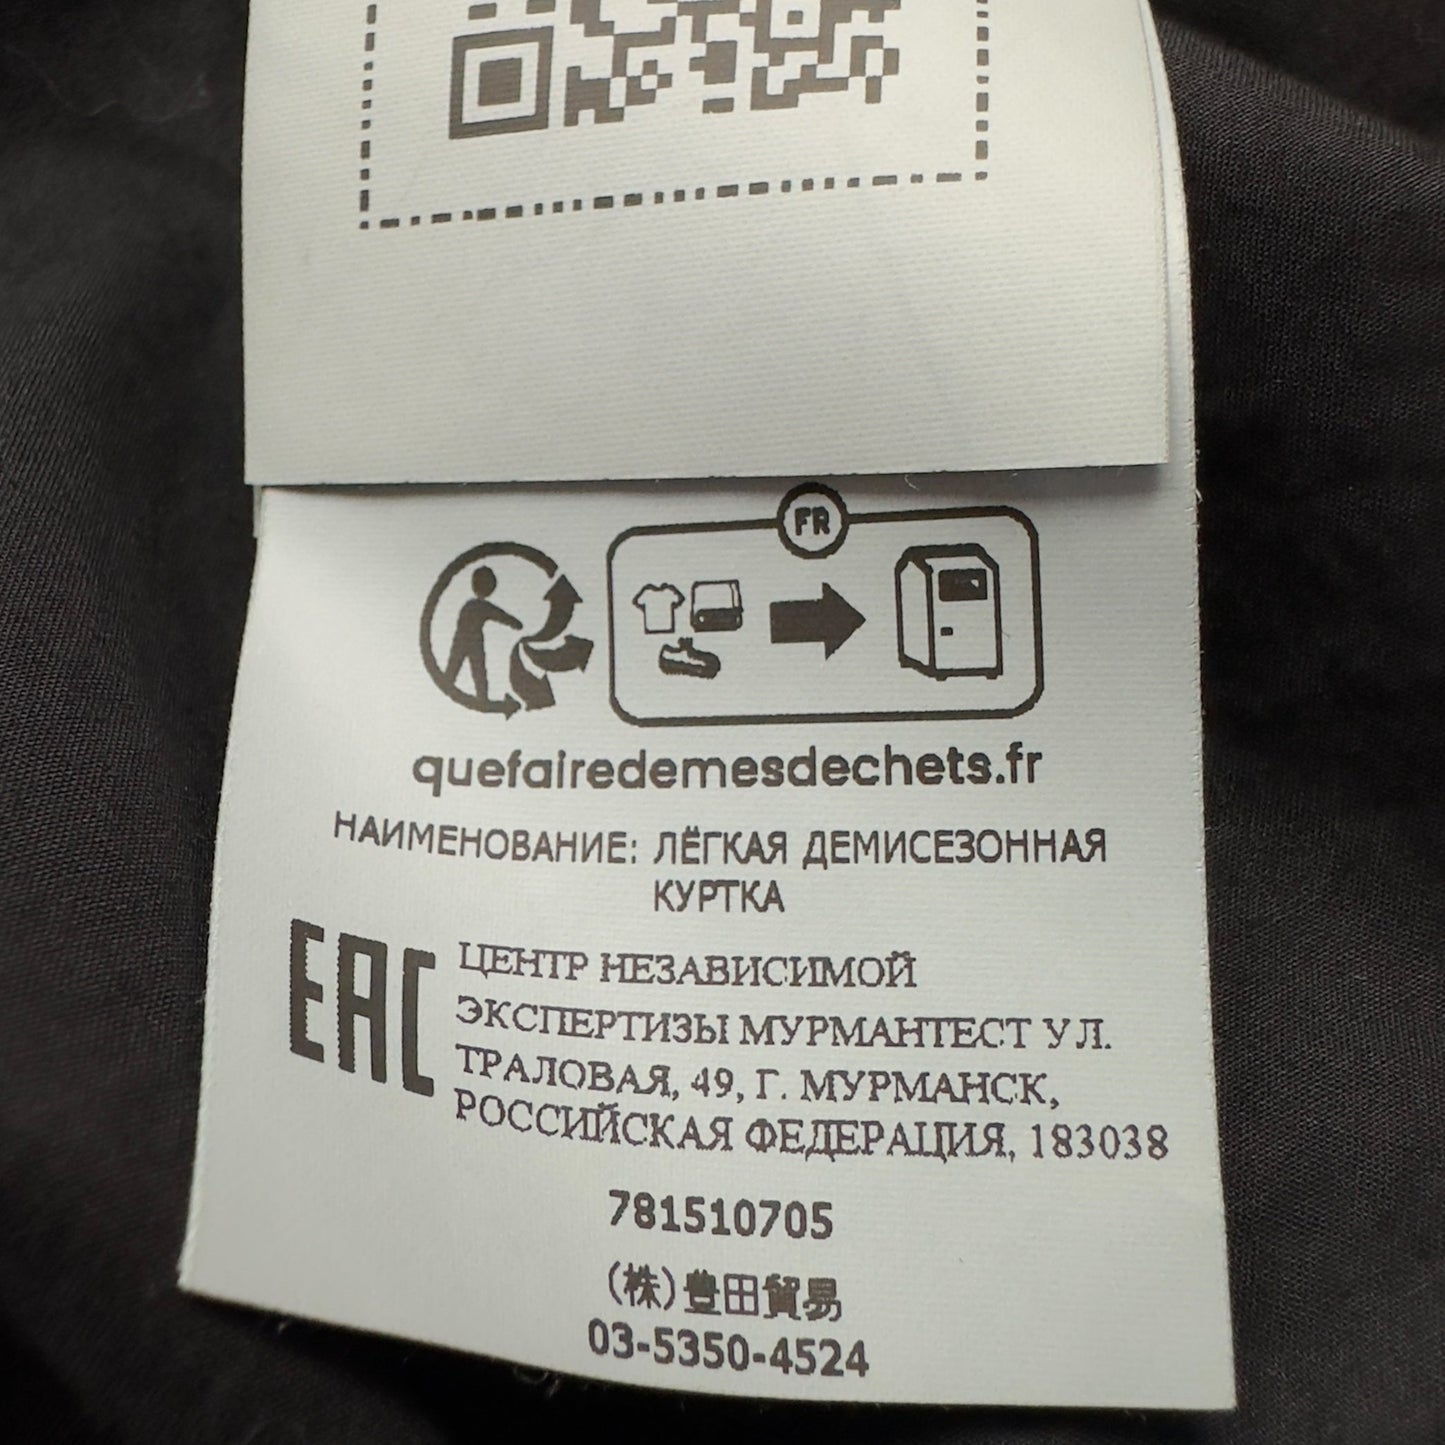 FR
quefairedemesdechets.fr
НАИМЕНОВАНИЕ: ЛЁГКАЯ ДЕМИСЕЗОННАЯ
КУРТКА
EAC
ЦЕНТР НЕЗАВИСИМОЙ
ЭКСПЕРТИЗЫ МУРМАНТЕСТ УЛ.
ТРАЛОВАЯ, 49, Г. МУРМАНСК,
РОССИЙСКАЯ ФЕДЕРАЦИЯ, 183038
781510705
(株)豊田貿易
03-5350-4524